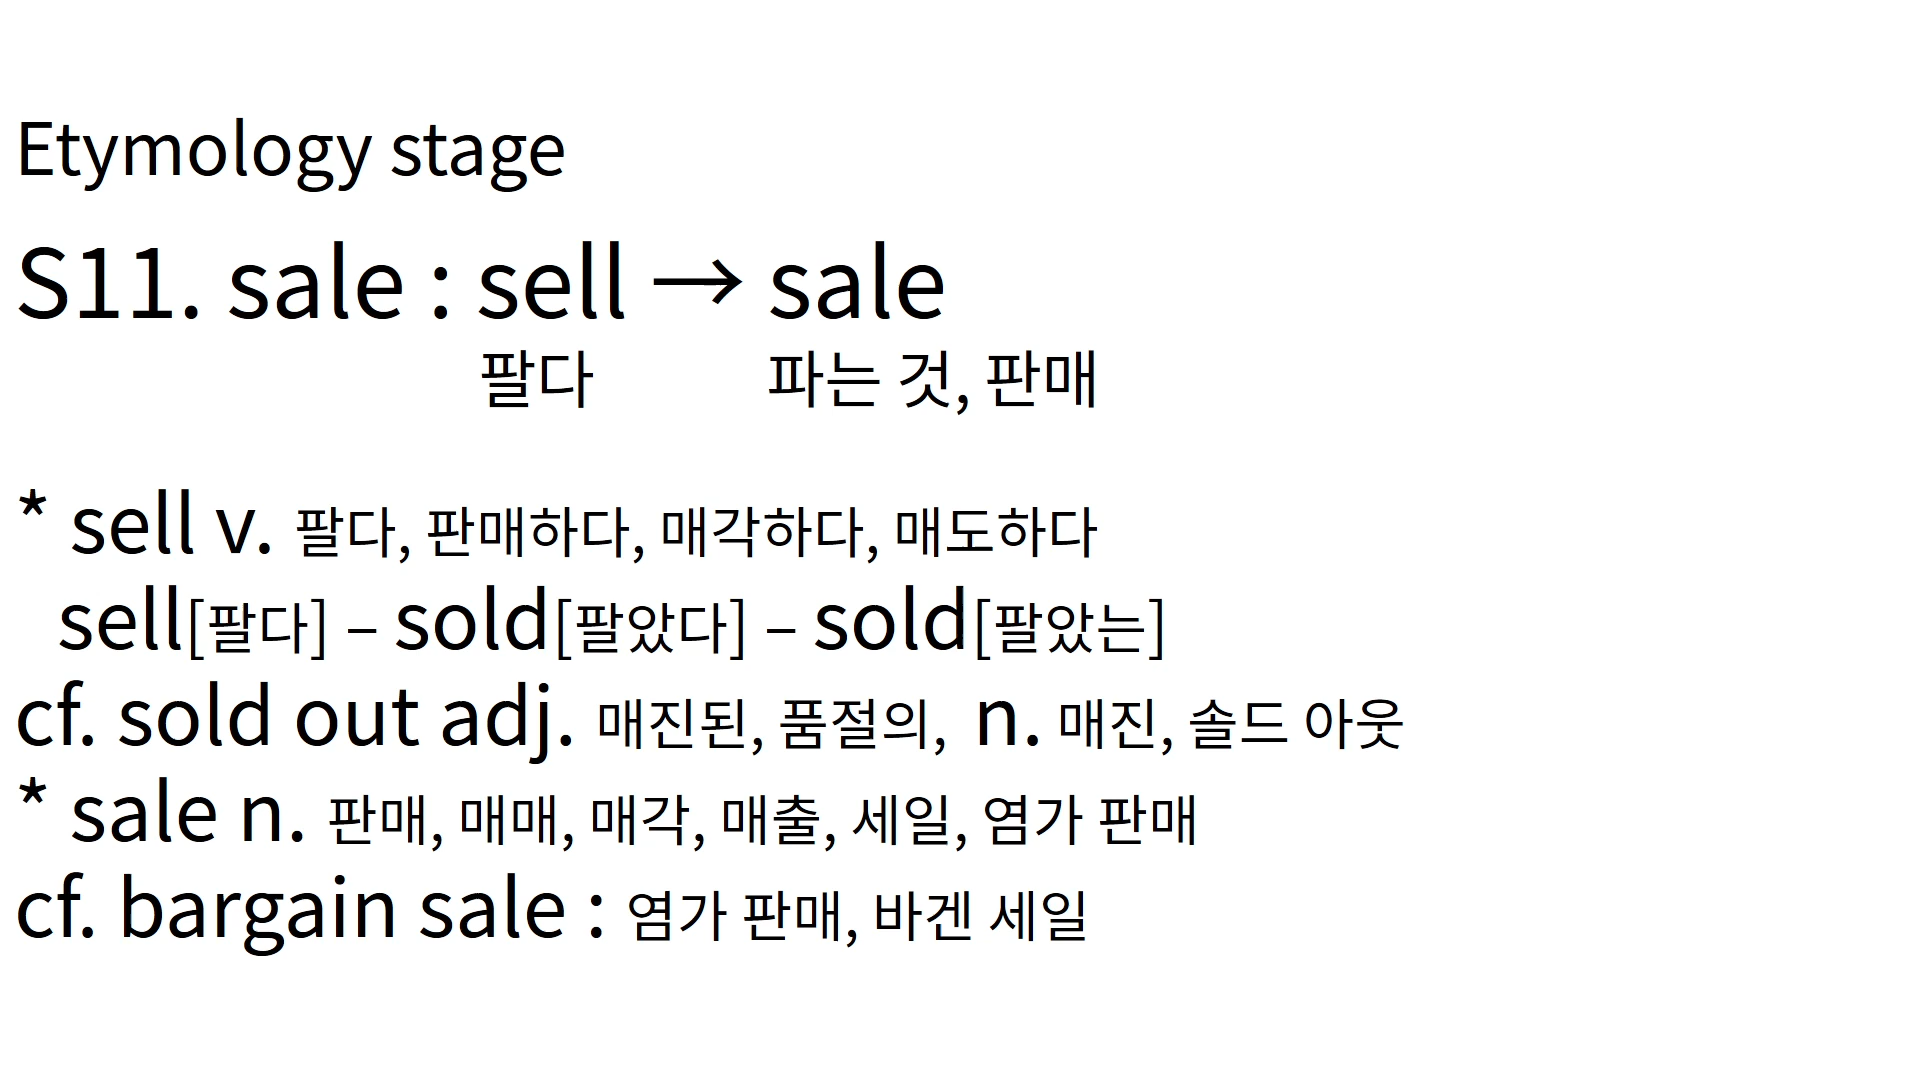 Etymology stage
S11. sale : sell → sale
팔다 파는 것, 판매
* sell v. 팔다, 판매하다, 매각하다, 매도하다
sell[팔다] – sold[팔았다] – sold[팔았는]
cf. sold out adj. 매진된, 품절의, n. 매진, 솔드 아웃
* sale n. 판매, 매매, 매각, 매출, 세일, 염가 판매
cf. bargain sale : 염가 판매, 바겐 세일